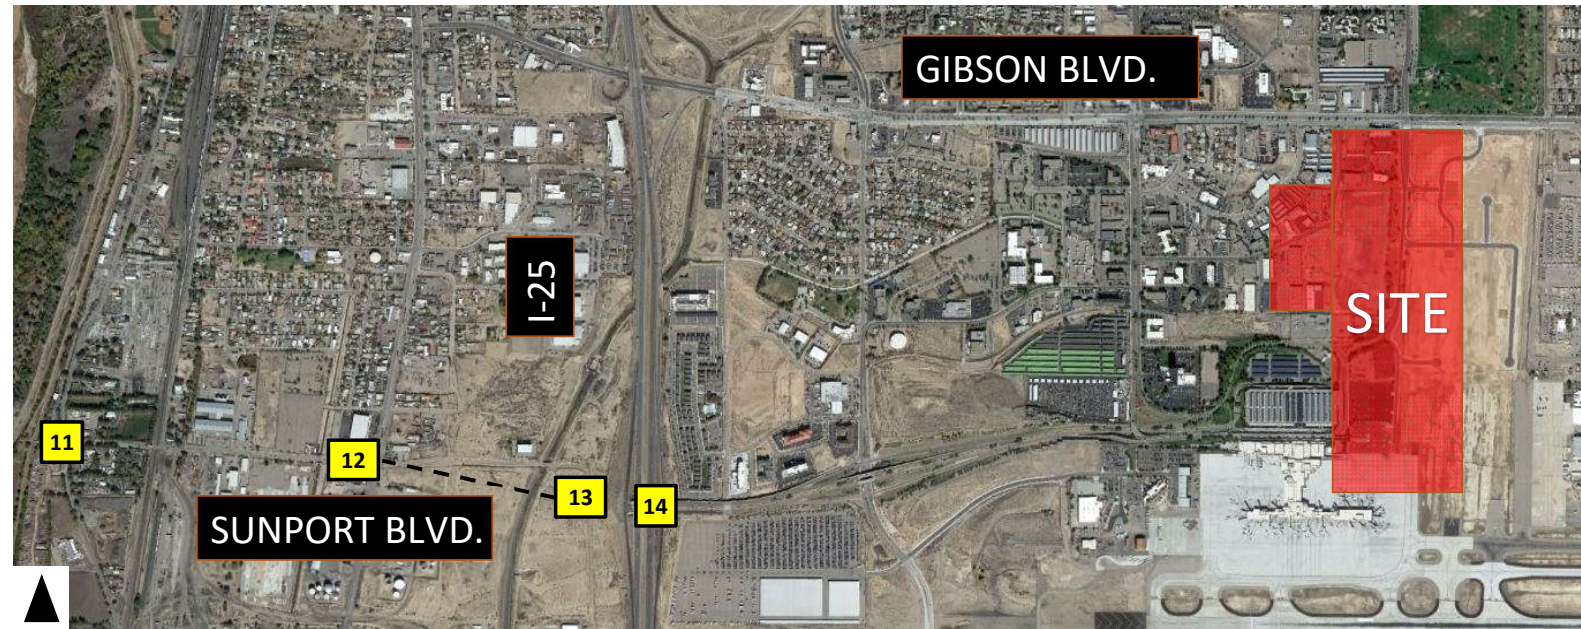 GIBSON BLVD.
I-25
SITE
11
12
13
14
SUNPORT BLVD.